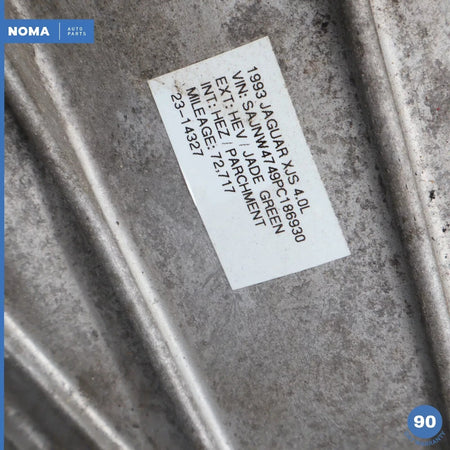 NOMA AUTO PARTS
1993 JAGUAR XJS 4.0L
VIN: SAJNW4749PC186930
EXT: HEV / JADE GREEN
INT: HEZ / PARCHMENT
MILEAGE: 72,717
23-14327
90
WARRANTY